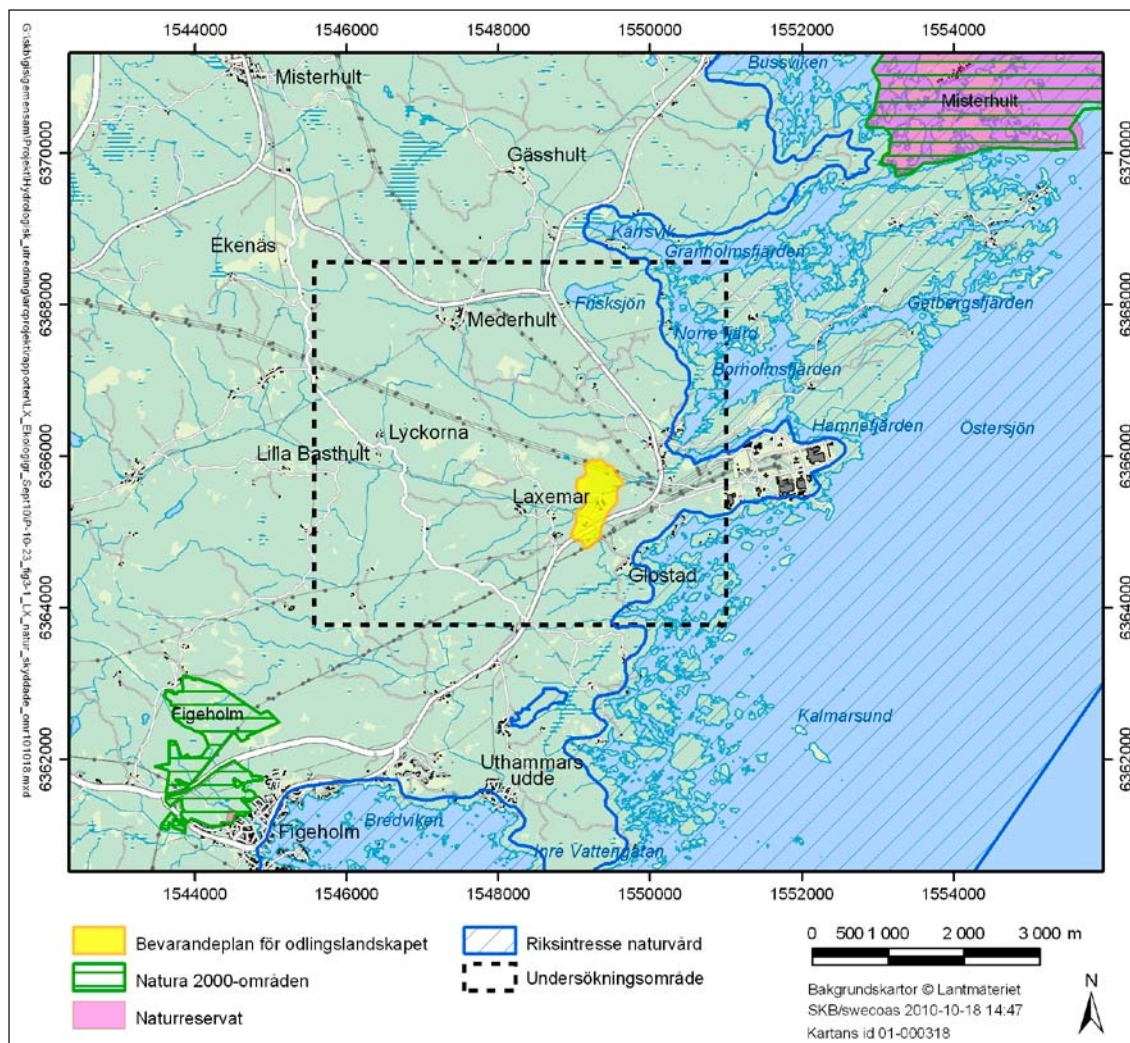 1544000 1546000 1548000 1550000 1552000 1554000
Bussviken
Misterhult
Misterhult
6370000
6370000
Gässhult
Kärrsvik
Granholmsfjärden
Ekenäs
6368000
Frisksjön
Getbergsfjärden
6368000
Mederhult
Norre fjärd
Borholmsfjärden
Lyckorna
Hamnefjärden
Östersjön
6366000
6366000
Lilla Basthult
Laxemar
Glostad
6364000
6364000
Figeholm
Kalmarsund
6362000
6362000
Uthammars
udde
Figeholm
Bredviken
Inre Vattengatan
1544000 1546000 1548000 1550000 1552000 1554000
Bevarandeplan för odlingslandskapet
Natura 2000-områden
Naturreservat
Riksintresse naturvård
Undersökningsområde
0 500 1 000 2 000 3 000 m
Bakgrundskartor © Lantmäteriet
SKB/swecoas 2010-10-18 14:47
Kartans id 01-000318
N